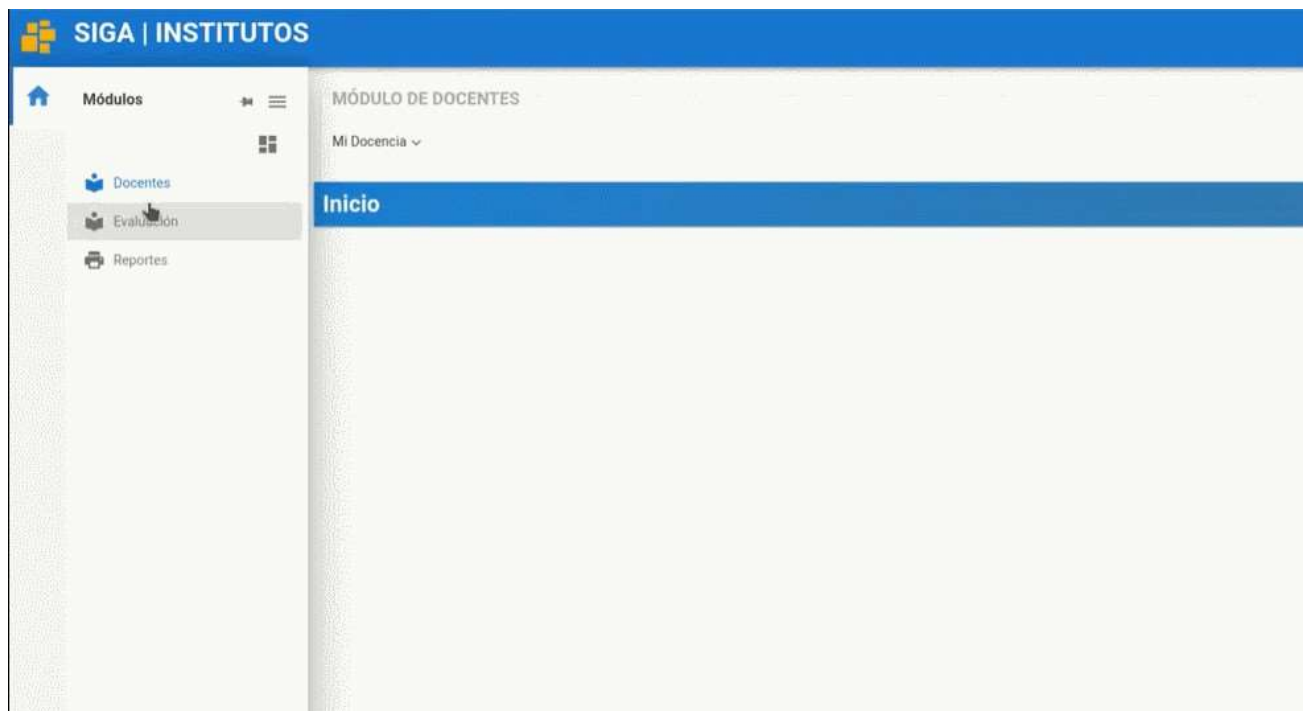 SIGA | INSTITUTOS
Módulos
MÓDULO DE DOCENTES
Mi Docencia
Docentes
Inicio
Evaluación
Reportes